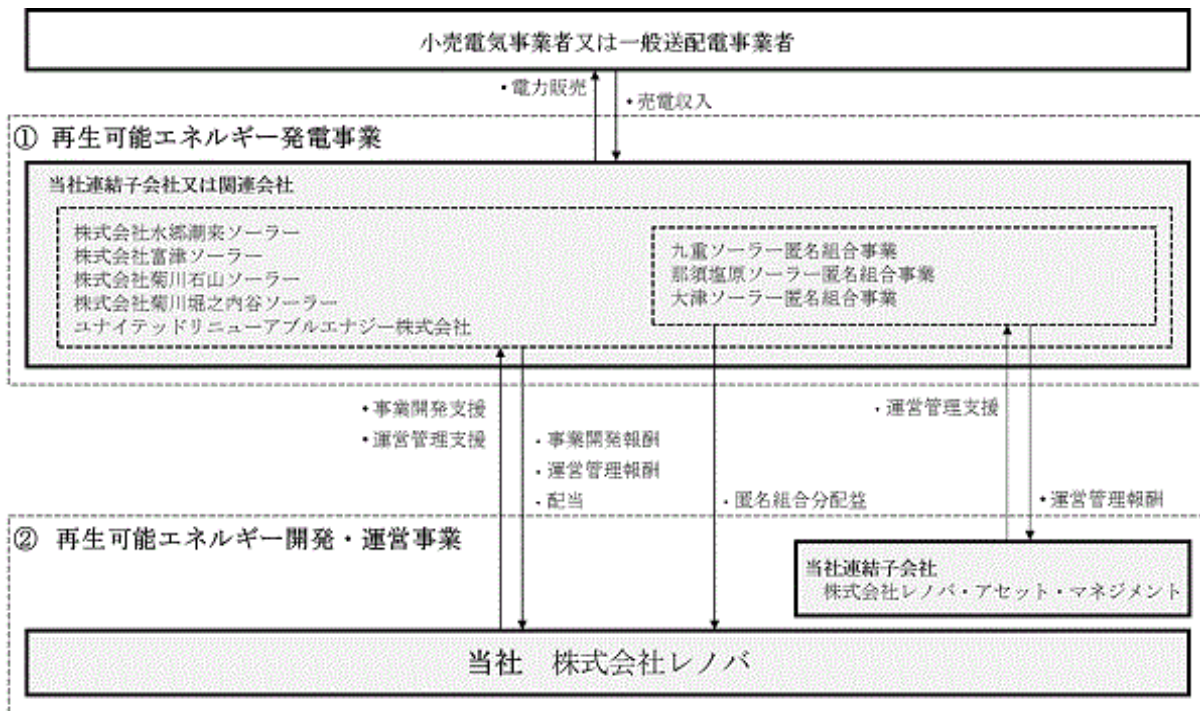 小売電気事業者又は一般送配電事業者
・電力販売
・売電収入
① 再生可能エネルギー発電事業
当社連結子会社又は関連会社
株式会社水郷潮来ソーラー
株式会社富津ソーラー
株式会社菊川石山ソーラー
株式会社菊川堀之内谷ソーラー
ユナイテッドリニューアブルエナジー株式会社
九重ソーラー匿名組合事業
那須塩原ソーラー匿名組合事業
大津ソーラー匿名組合事業
・事業開発支援
・運営管理支援
・事業開発報酬
・運営管理報酬
・配当
・匿名組合分配益
・運営管理支援
・運営管理報酬
② 再生可能エネルギー開発・運営事業
当社連結子会社
株式会社レノバ・アセット・マネジメント
当社 株式会社レノバ